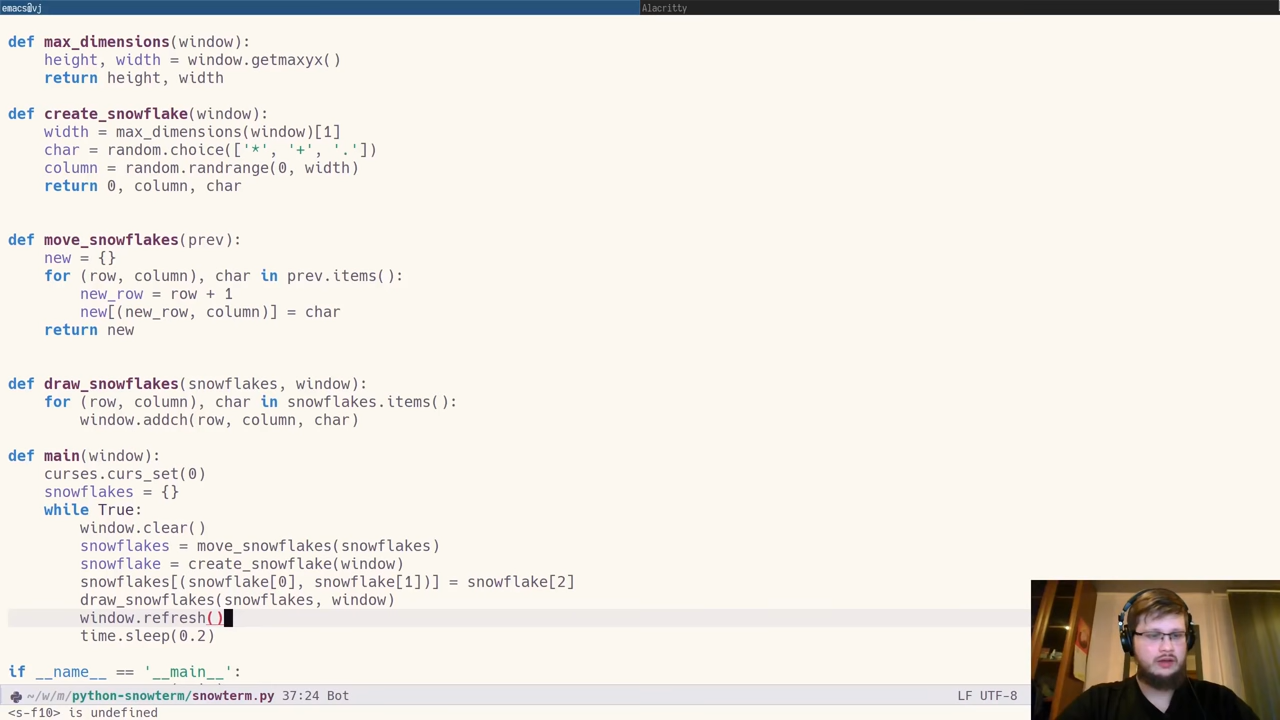 emacs@vj
Alacritty
def max_dimensions(window):
    height, width = window.getmaxyx()
    return height, width
def create_snowflake(window):
    width = max_dimensions(window)[1]
    char = random.choice(['*', '+', '.'])
    column = random.randrange(0, width)
    return 0, column, char
def move_snowflakes(prev):
    new = {}
    for (row, column), char in prev.items():
        new_row = row + 1
        new[(new_row, column)] = char
    return new
def draw_snowflakes(snowflakes, window):
    for (row, column), char in snowflakes.items():
        window.addch(row, column, char)
def main(window):
    curses.curs_set(0)
    snowflakes = {}
    while True:
        window.clear()
        snowflakes = move_snowflakes(snowflakes)
        snowflake = create_snowflake(window)
        snowflakes[(snowflake[0], snowflake[1])] = snowflake[2]
        draw_snowflakes(snowflakes, window)
        window.refresh()
        time.sleep(0.2)
if __name__ == '__main__':
~/w/m/python-snowterm/snowterm.py 37:24 Bot LF UTF-8
<s-f10> is undefined